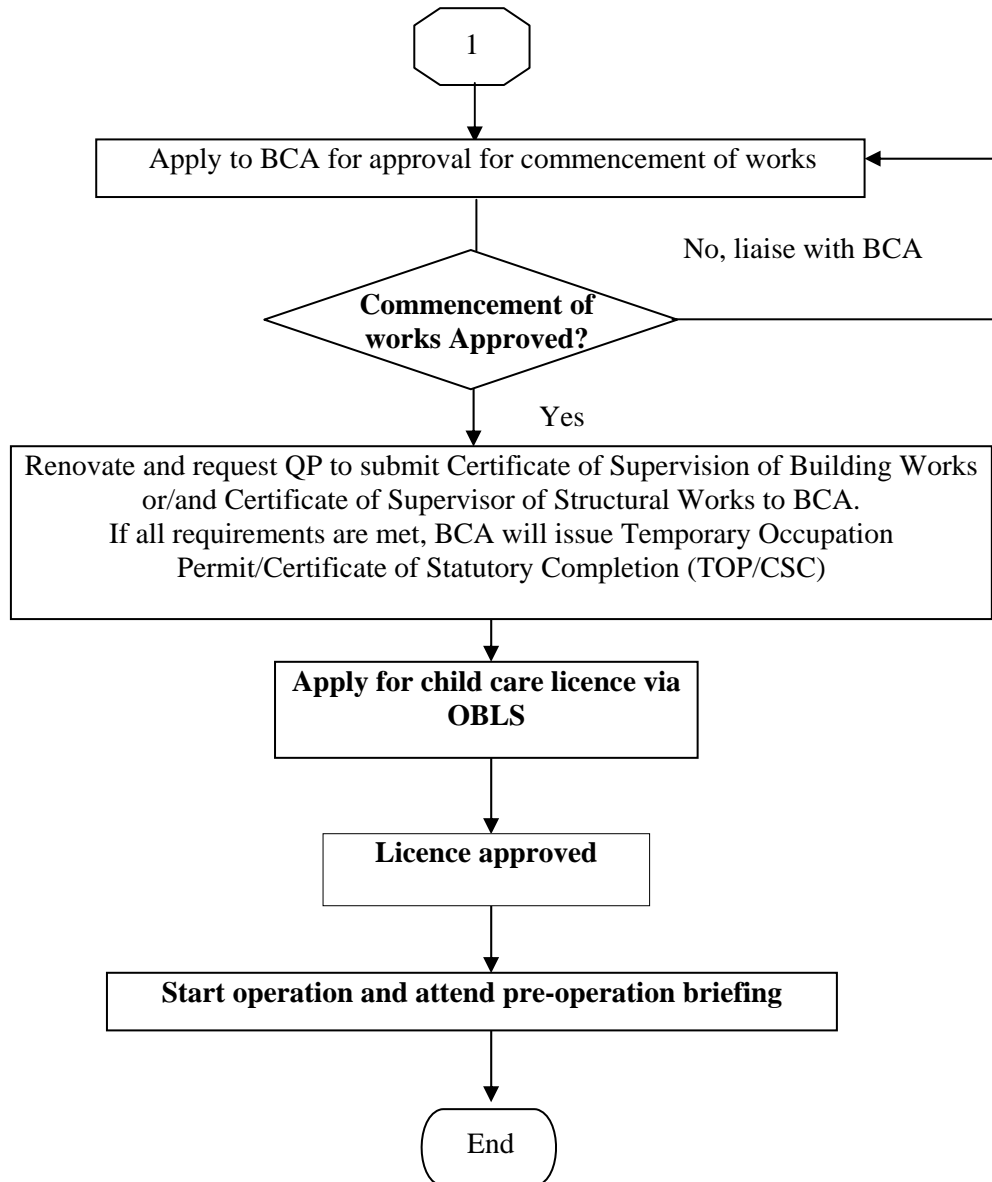 1
Apply to BCA for approval for commencement of works
No, liaise with BCA
Commencement of
works Approved?
Yes
Renovate and request QP to submit Certificate of Supervision of Building Works
or/and Certificate of Supervisor of Structural Works to BCA.
If all requirements are met, BCA will issue Temporary Occupation
Permit/Certificate of Statutory Completion (TOP/CSC)
Apply for child care licence via
OBLS
Licence approved
Start operation and attend pre-operation briefing
End